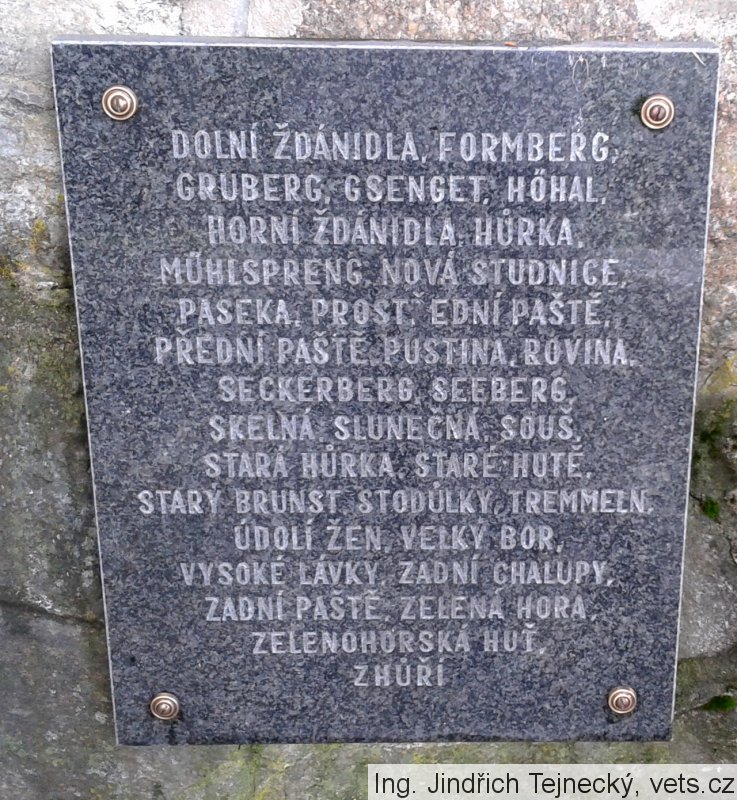 DOLNÍ ŽDÁNIDLA, FORMBERG,
GRUBERG, GSENGET, HŐHAL,
HORNÍ ŽDÁNIDLA, HŮRKA,
MŰHLSPRENG, NOVÁ STUDNICE,
PASEKA, PROSTŘEDNÍ PAŠTĚ,
PŘEDNÍ PAŠTĚ, PUSTINA, ROVINA,
SECKERBERG, SEEBERG,
SKELNÁ, SLUNEČNÁ, SOUŠ,
STARÁ HŮRKA, STARÉ HUTĚ,
STARÝ BRUNST, STODŮLKY, TREMMELN,
ÚDOLÍ ŽEN, VELKÝ BOR,
VYSOKÉ LÁVKY, ZADNÍ CHALUPY,
ZADNÍ PAŠTĚ, ZELENÁ HORA,
ZELENOHORSKÁ HUŤ,
ZHŮŘÍ
Ing. Jindřich Tejnecký, vets.cz